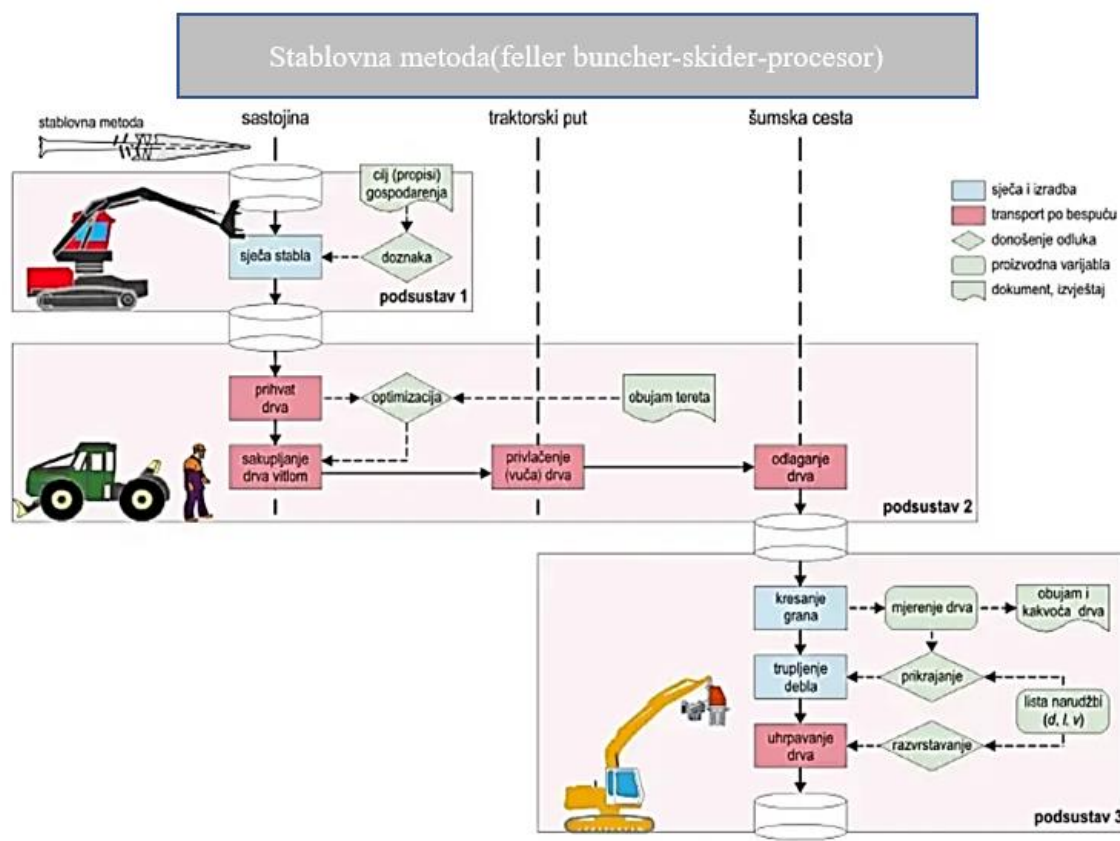 Stablovna metoda(feller buncher-skider-procesor)
stablovna metoda
sastojina
traktorski put
šumska cesta
cilj (propisi)
gospodarenja
sječa stabla
doznaka
podsustav 1
sječa i izradba
transport po bespuću
donošenje odluka
proizvodna varijabla
dokument, izvještaj
prihvat
drva
optimizacija
obujam tereta
sakupljanje
drva vitlom
privlačenje
(vuča) drva
odlaganje
drva
podsustav 2
kresanje
grana
mjerenje drva
obujam i
kakvoća drva
trupljenje
debla
prikrajanje
lista narudžbi
(d, l, v)
uhrpavanje
drva
razvrstavanje
podsustav 3